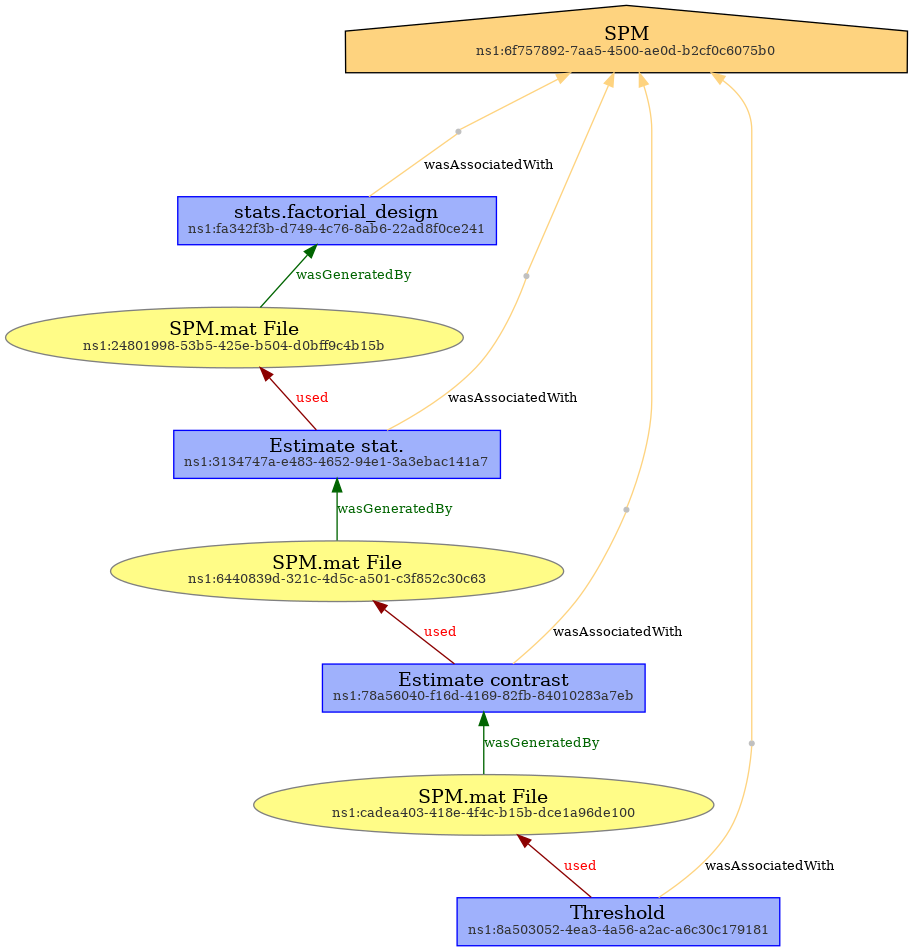 SPM
ns1:6f757892-7aa5-4500-ae0d-b2cf0c6075b0
wasAssociatedWith
stats.factorial_design
ns1:fa342f3b-d749-4c76-8ab6-22ad8f0ce241
wasGeneratedBy
SPM.mat File
ns1:24801998-53b5-425e-b504-d0bff9c4b15b
used
wasAssociatedWith
Estimate stat.
ns1:3134747a-e483-4652-94e1-3a3ebac141a7
wasGeneratedBy
SPM.mat File
ns1:6440839d-321c-4d5c-a501-c3f852c30c63
used
wasAssociatedWith
Estimate contrast
ns1:78a56040-f16d-4169-82fb-84010283a7eb
wasGeneratedBy
SPM.mat File
ns1:cadea403-418e-4f4c-b15b-dce1a96de100
used
wasAssociatedWith
Threshold
ns1:8a503052-4ea3-4a56-a2ac-a6c30c179181